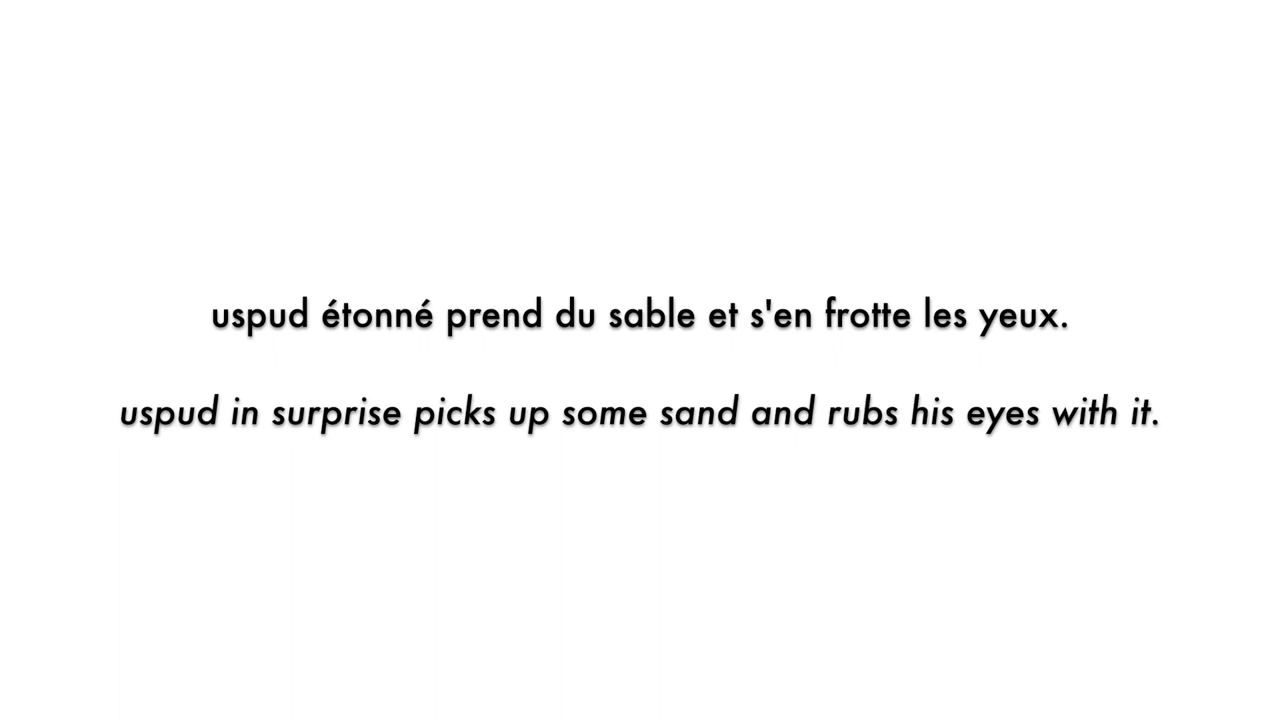 uspud étonné prend du sable et s'en frotte les yeux.
uspud in surprise picks up some sand and rubs his eyes with it.